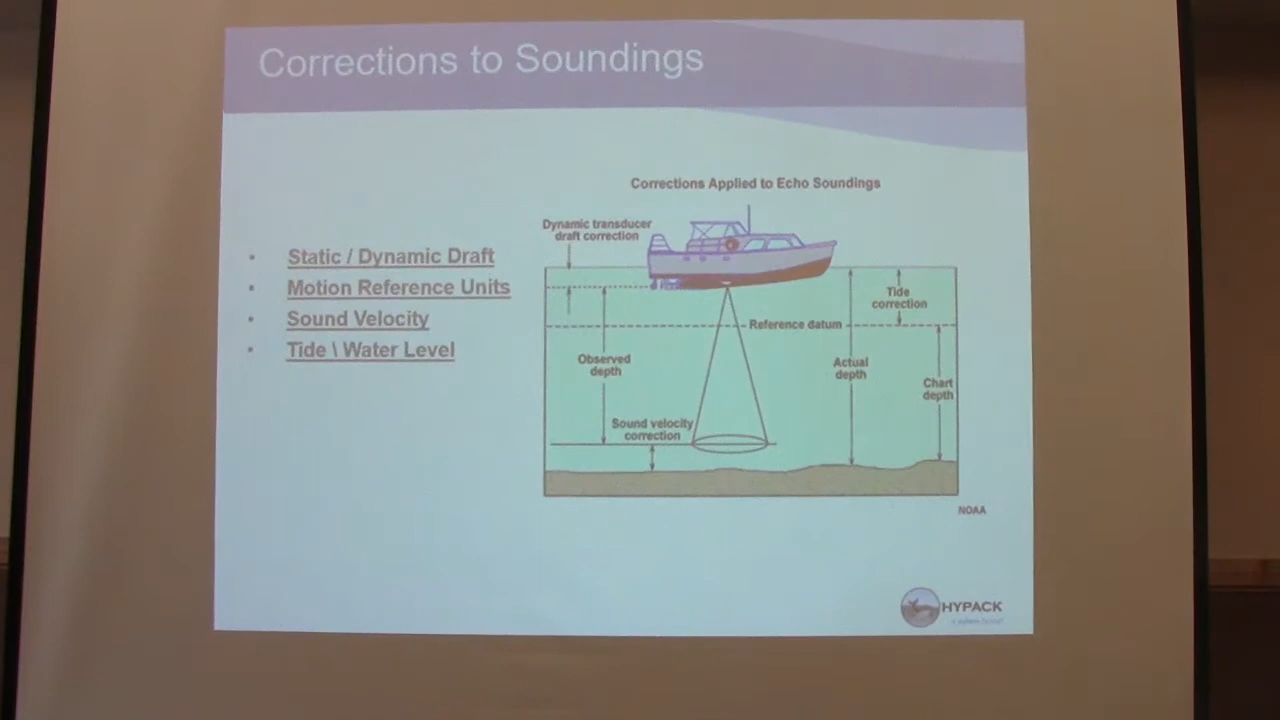 Corrections to Soundings
• Static / Dynamic Draft
• Motion Reference Units
• Sound Velocity
• Tide \ Water Level
Corrections Applied to Echo Soundings
Dynamic transducer
draft correction
Tide
correction
Reference datum
Observed
depth
Actual
depth
Chart
depth
Sound velocity
correction
NOAA
HYPACK